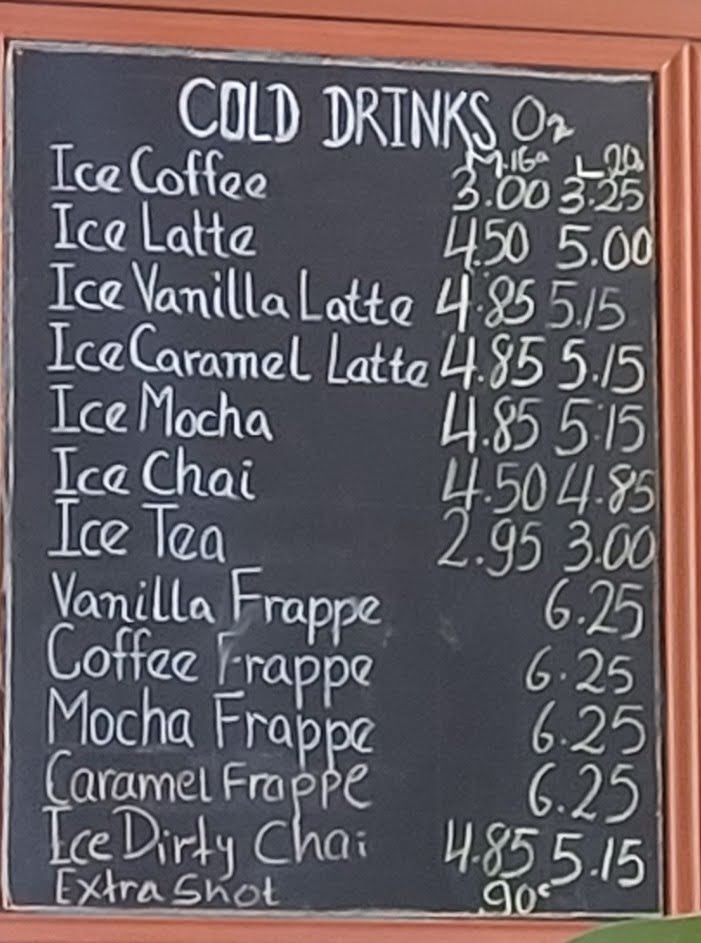 COLD DRINKS Oz
M.16oz L 20oz
Ice Coffee 3.00 3.25
Ice Latte 4.50 5.00
Ice Vanilla Latte 4.85 5.15
Ice Caramel Latte 4.85 5.15
Ice Mocha 4.85 5.15
Ice Chai 4.50 4.85
Ice Tea 2.95 3.00
Vanilla Frappe 6.25
Coffee Frappe 6.25
Mocha Frappe 6.25
Caramel Frappe 6.25
Ice Dirty Chai 4.85 5.15
Extra Shot .90¢